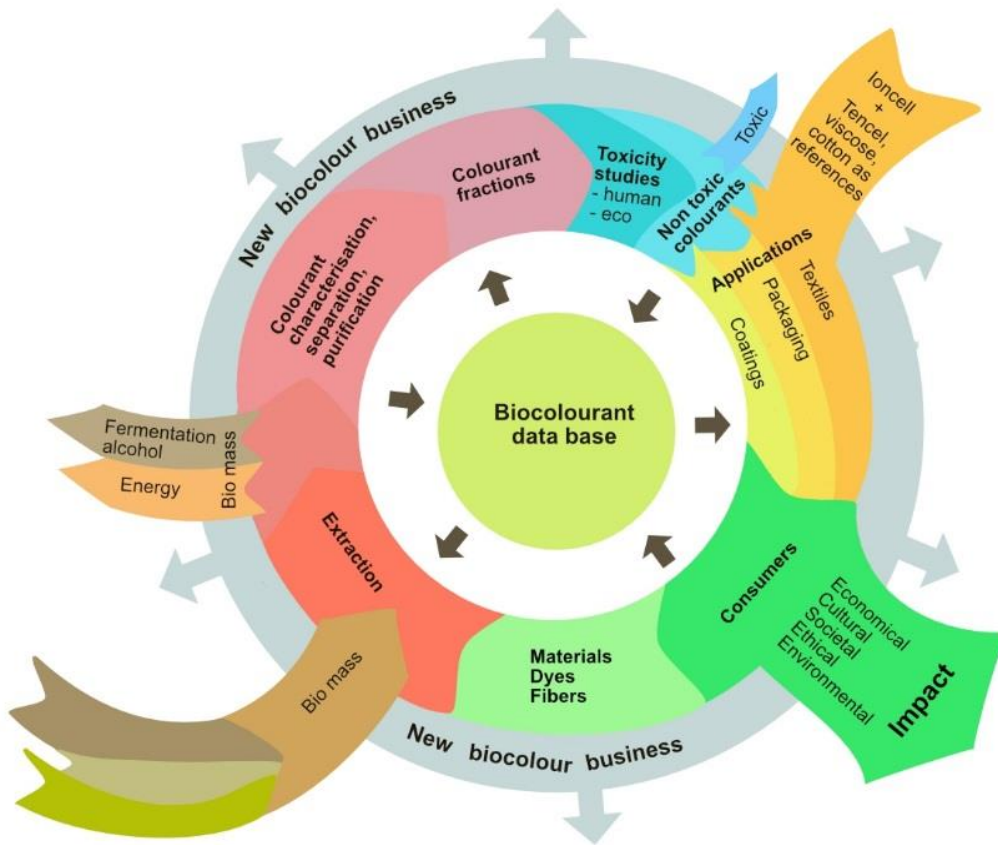 New biocolour business
Colourant
fractions
Toxicity
studies
- human
- eco
Non toxic
colourants
Toxic
Ioncell
+
Tencel,
viscose,
cotton as
references
Applications
Textiles
Packaging
Coatings
Colourant
characterisation,
separation,
purification
Biocolourant
data base
Fermentation
alcohol
Energy
Bio mass
Extraction
Bio mass
Materials
Dyes
Fibers
Consumers
Economical
Cultural
Societal
Ethical
Environmental
Impact
New biocolour business